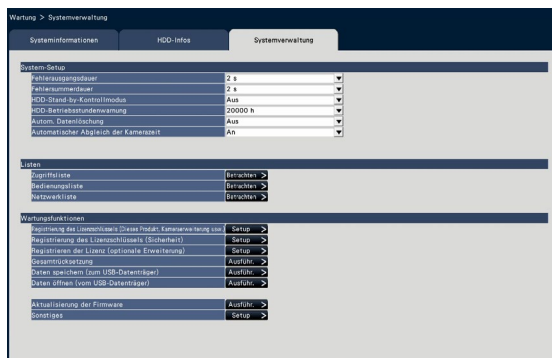 Wartung > Systemverwaltung
Systeminformationen HDD-Infos Systemverwaltung
System-Setup
Fehlerausgangsdauer 2 s
Fehlersummerdauer 2 s
HDD-Stand-by-Kontrollmodus Aus
HDD-Betriebsstundenwarnung 20000 h
Autom. Datenlöschung Aus
Automatischer Abgleich der Kamerazeit An
Listen
Zugriffsliste Betrachten >
Bedienungsliste Betrachten >
Netzwerkliste Betrachten >
Wartungsfunktionen
Registrierung des Lizenzschlüssels (Dieses Produkt, Kameraerweiterung usw.) Setup >
Registrierung des Lizenzschlüssels (Sicherheit) Setup >
Registrieren der Lizenz (optionale Erweiterung) Setup >
Gesamtrücksetzung Ausführ. >
Daten speichern (zum USB-Datenträger) Ausführ. >
Daten öffnen (vom USB-Datenträger) Ausführ. >
Aktualisierung der Firmware Ausführ. >
Sonstiges Setup >